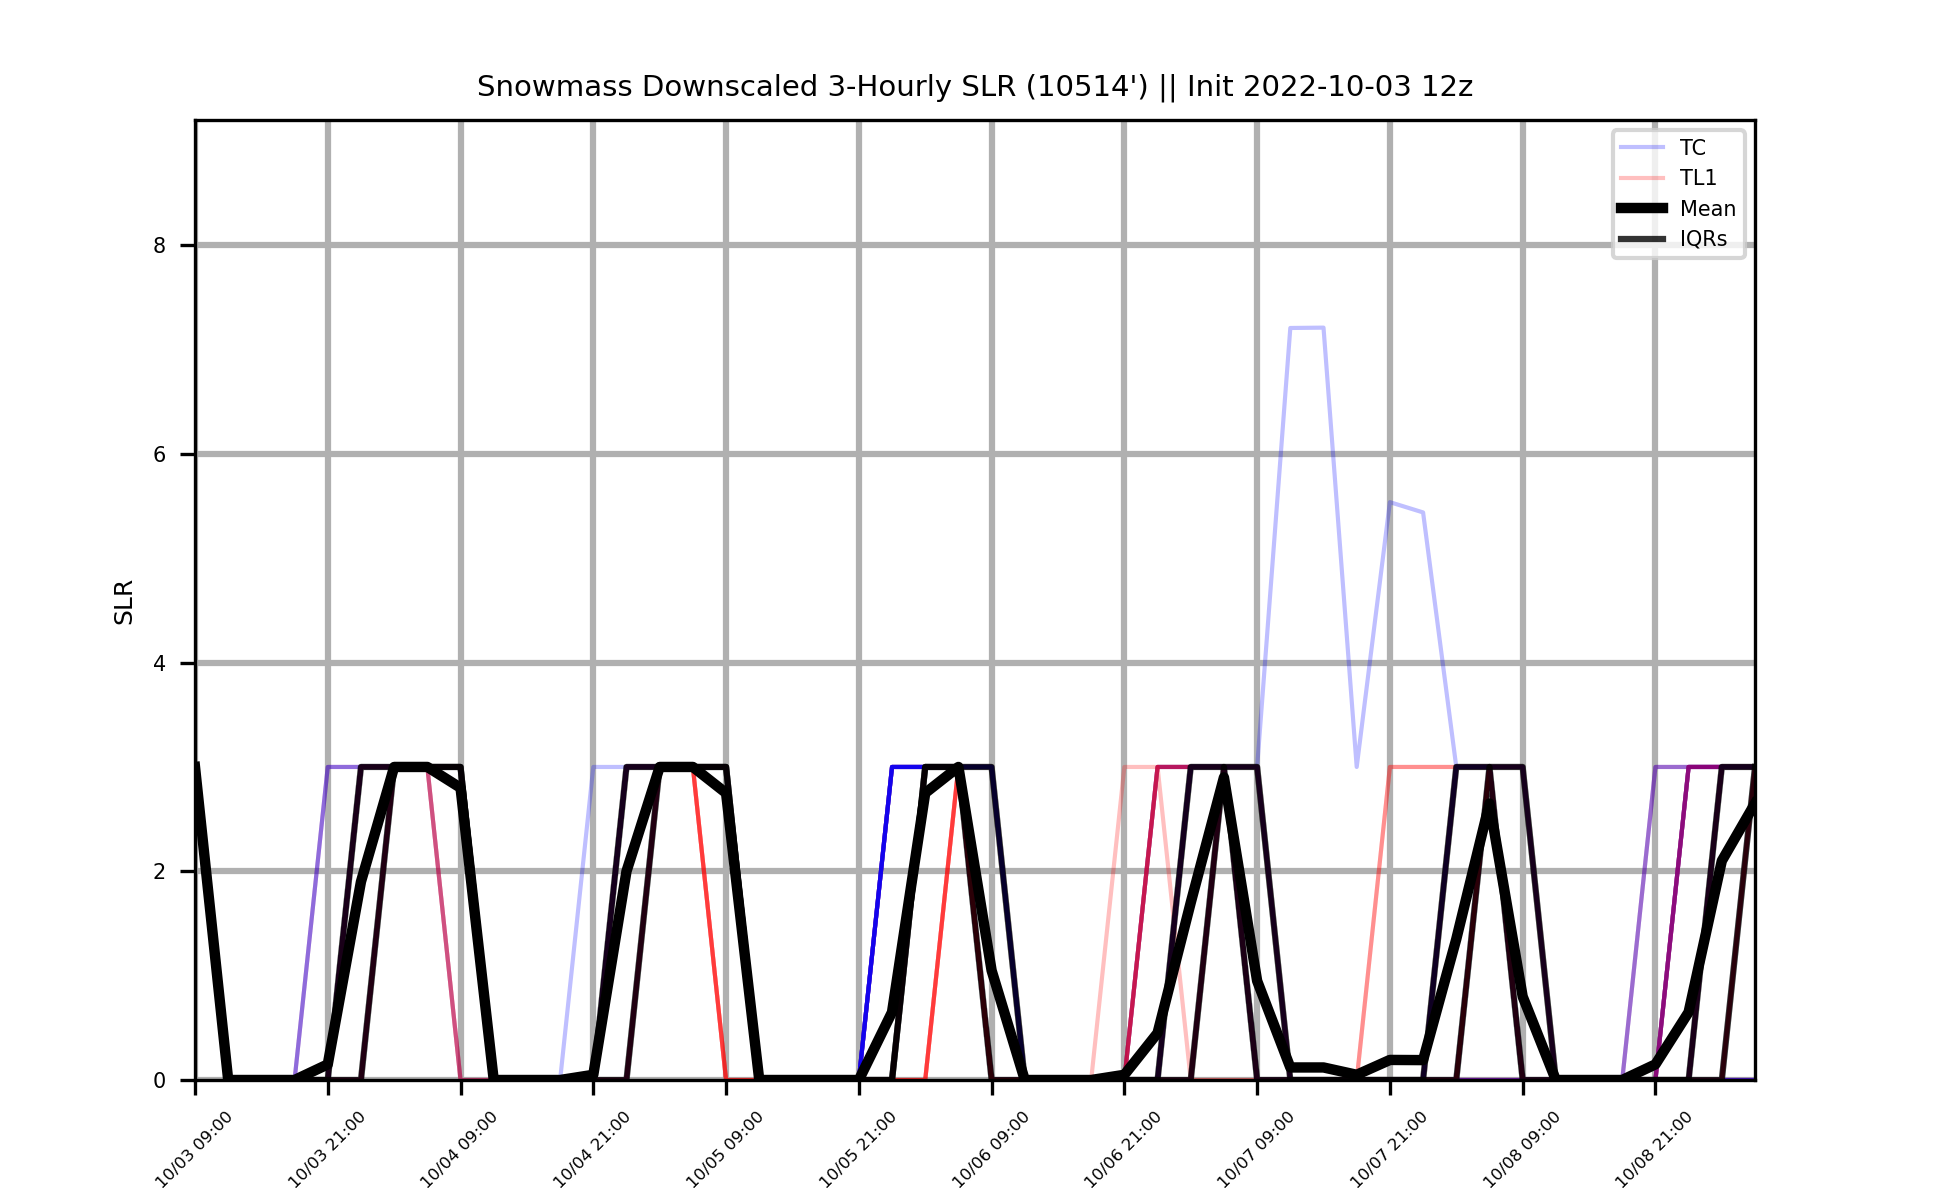 Snowmass Downscaled 3-Hourly SLR (10514') || Init 2022-10-03 12z
TC
TL1
Mean
IQRs
SLR
8
6
4
2
0
10/03 09:00
10/03 21:00
10/04 09:00
10/04 21:00
10/05 09:00
10/05 21:00
10/06 09:00
10/06 21:00
10/07 09:00
10/07 21:00
10/08 09:00
10/08 21:00